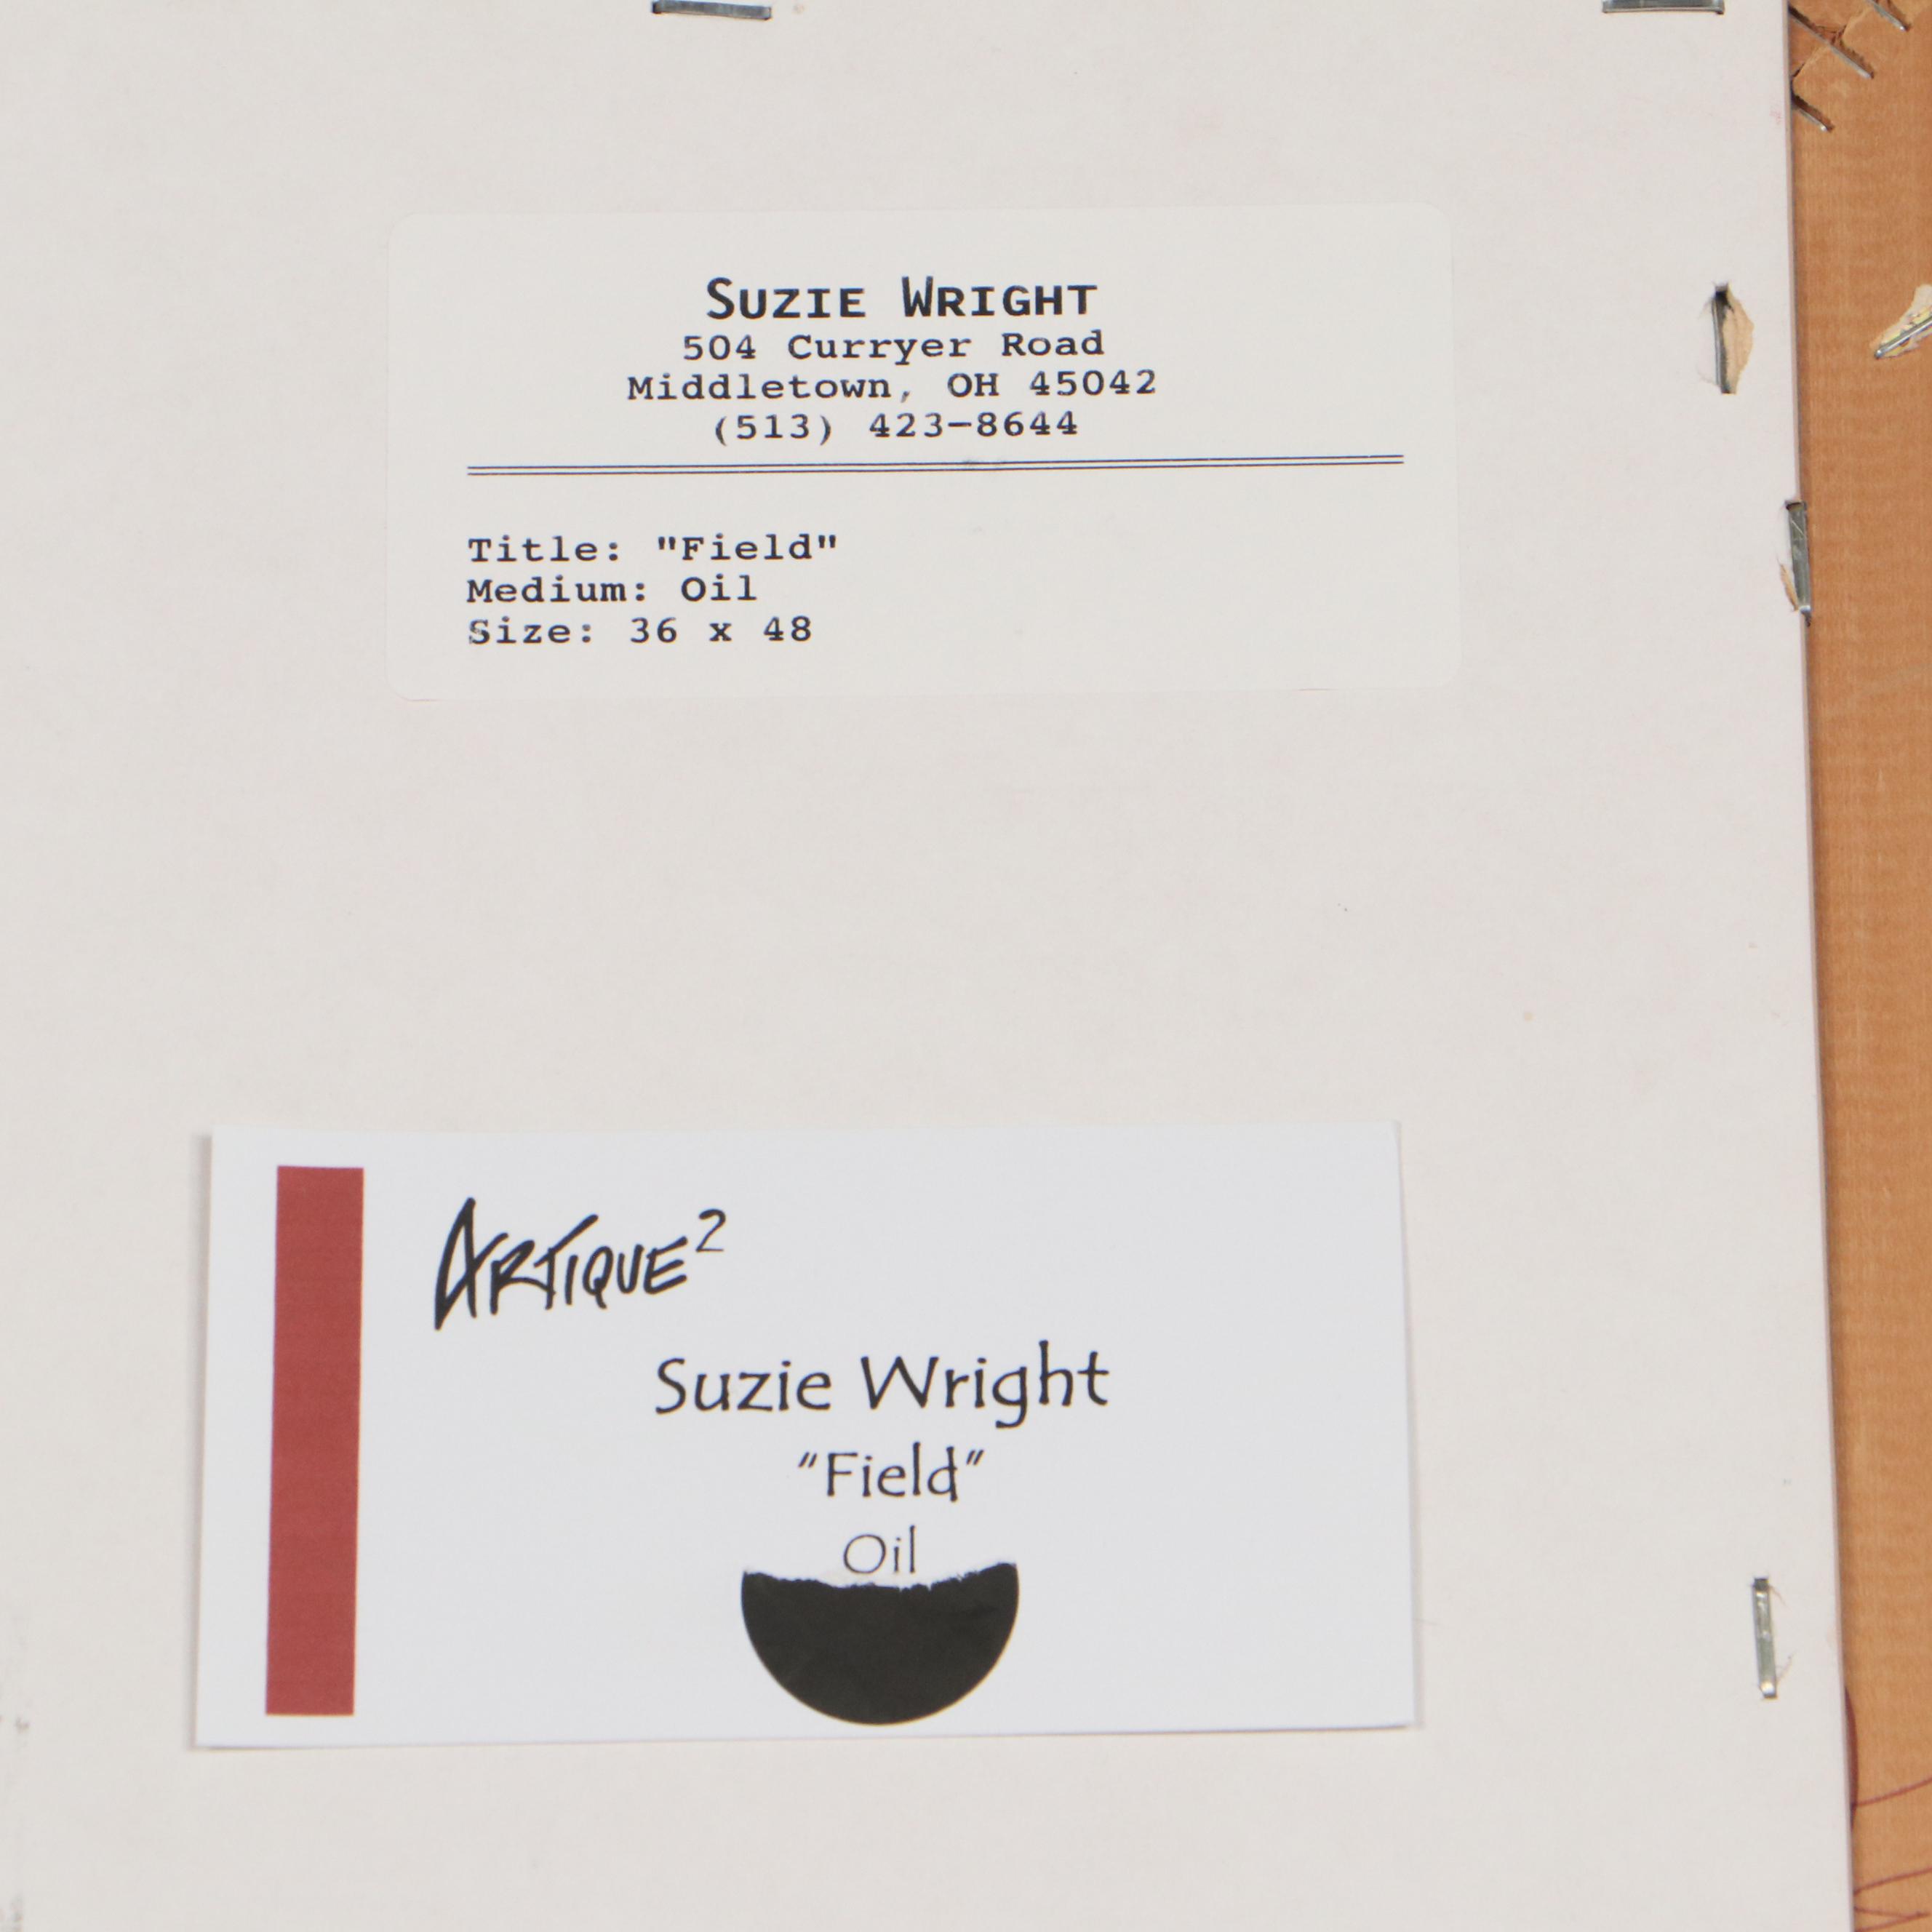 SUZIE WRIGHT
504 Curryer Road
Middletown, OH 45042
(513) 423-8644
Title: "Field"
Medium: Oil
Size: 36 x 48
ARTIQUE²
Suzie Wright
"Field"
Oil